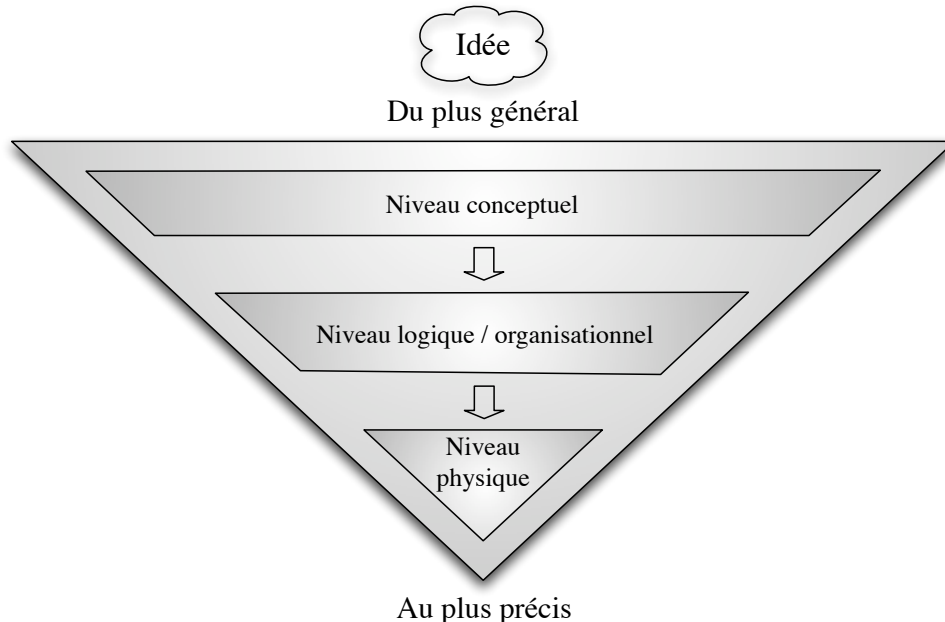 Idée
Du plus général
Niveau conceptuel
Niveau logique / organisationnel
Niveau
physique
Au plus précis